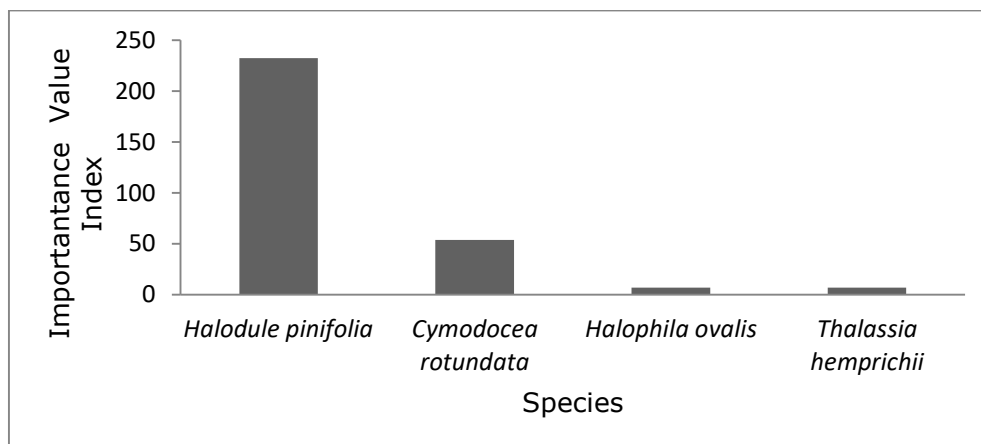 Importantance Value
Index
250
200
150
100
50
0
Halodule pinifolia
Cymodocea
rotundata
Halophila ovalis
Thalassia
hemprichii
Species